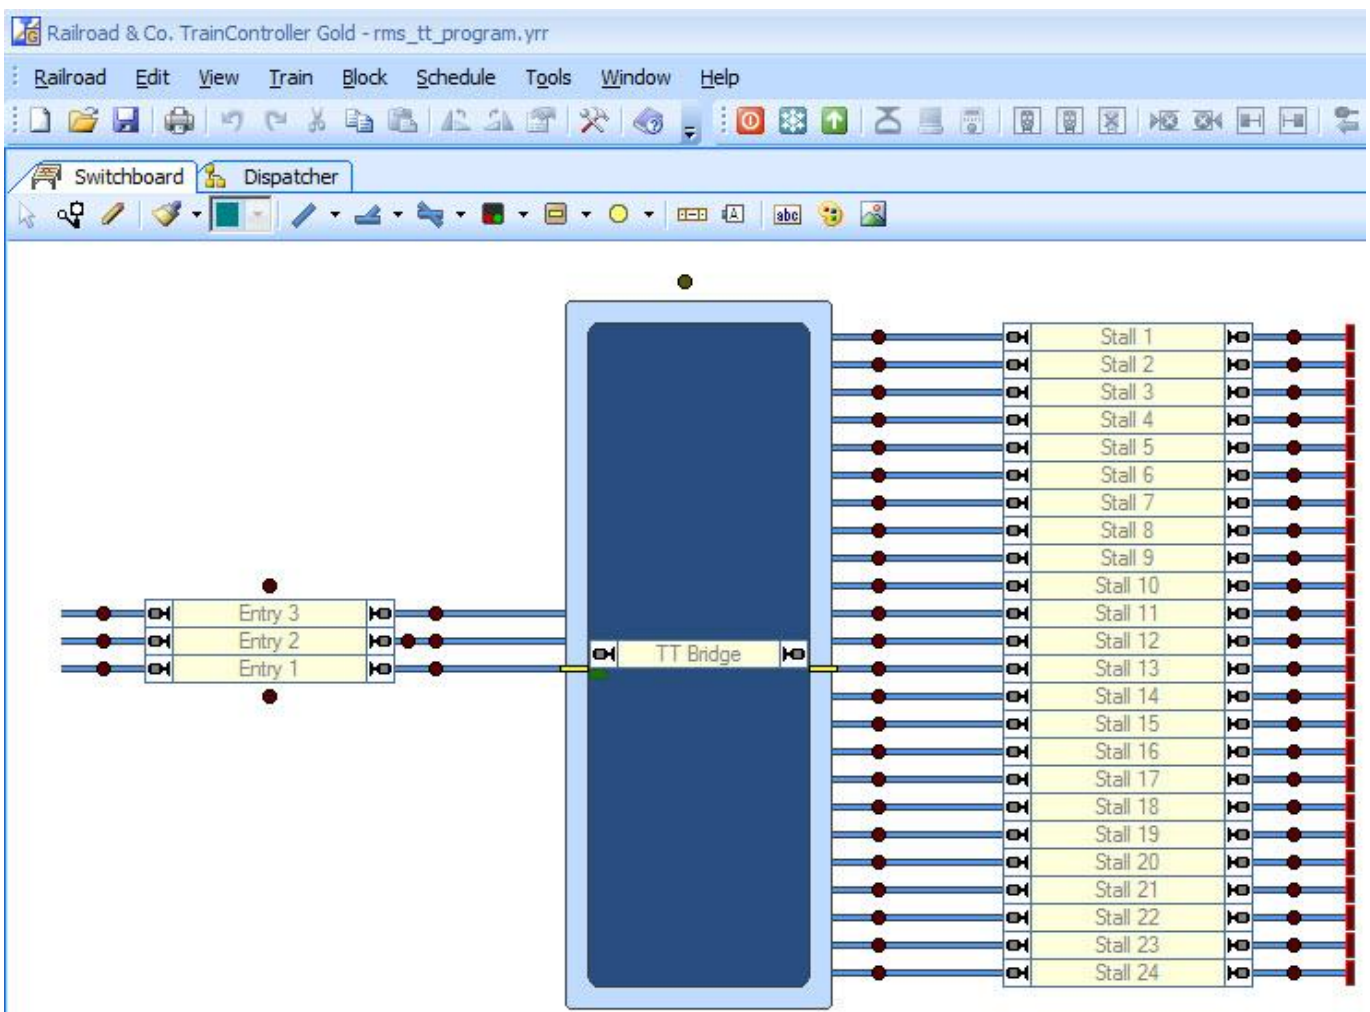 Railroad & Co. TrainController Gold - rms_tt_program.yrr
Railroad Edit View Train Block Schedule Tools Window Help
Switchboard Dispatcher
A abc
Stall 1
Stall 2
Stall 3
Stall 4
Stall 5
Stall 6
Stall 7
Stall 8
Stall 9
Stall 10
Entry 3 Stall 11
Entry 2 TT Bridge Stall 12
Entry 1 Stall 13
Stall 14
Stall 15
Stall 16
Stall 17
Stall 18
Stall 19
Stall 20
Stall 21
Stall 22
Stall 23
Stall 24